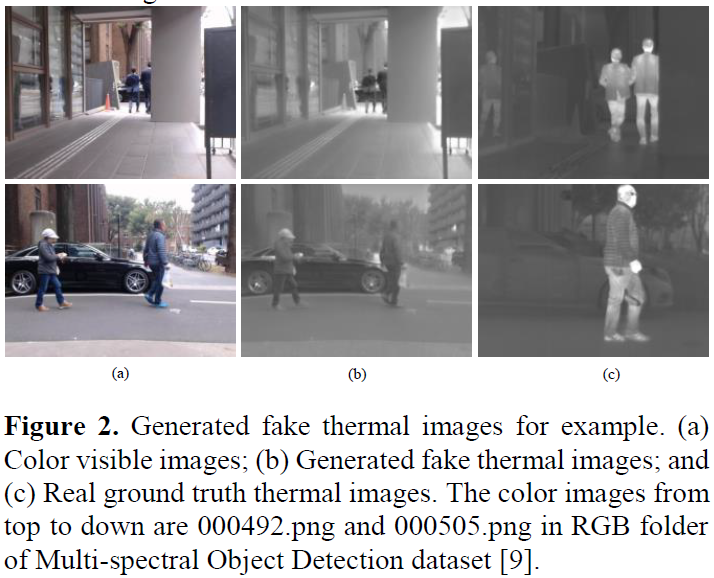 (a)
(b)
(c)
Figure 2. Generated fake thermal images for example. (a)
Color visible images; (b) Generated fake thermal images; and
(c) Real ground truth thermal images. The color images from
top to down are 000492.png and 000505.png in RGB folder
of Multi-spectral Object Detection dataset [9].